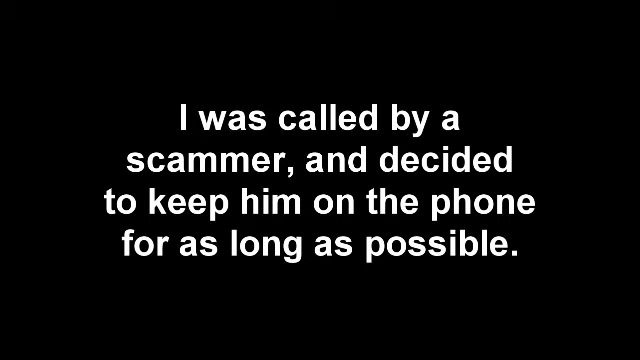 I was called by a
scammer, and decided
to keep him on the phone
for as long as possible.